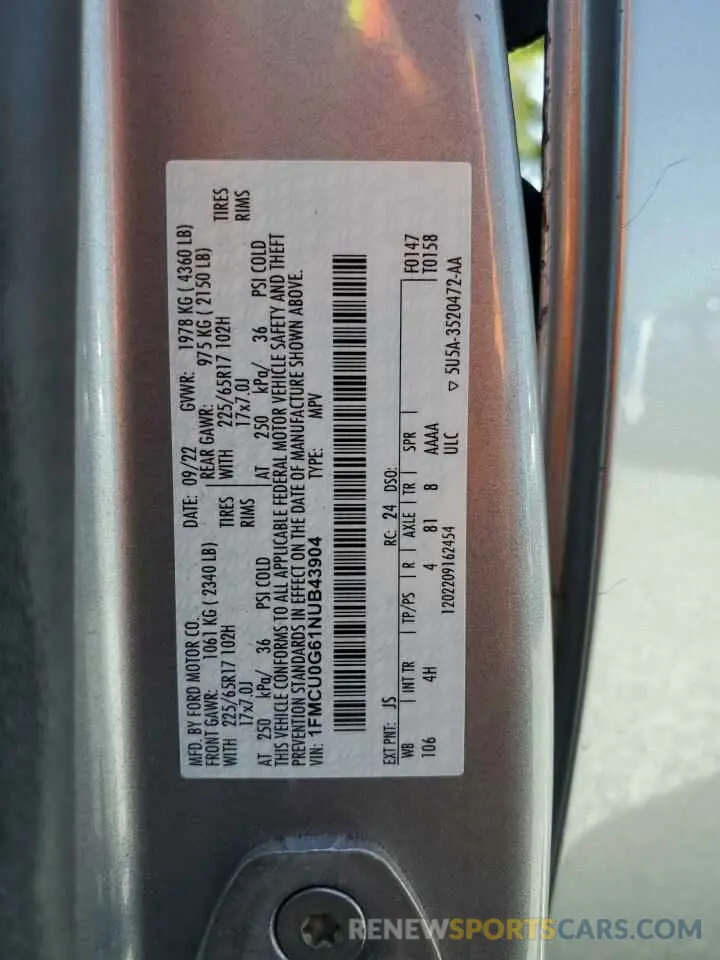 MFD. BY FORD MOTOR CO. DATE: 09/22 GVWR: 1978 KG ( 4360 LB)
FRONT GAWR: 1061 KG ( 2340 LB) REAR GAWR: 975 KG ( 2150 LB)
WITH 225/65R17 102H TIRES WITH 225/65R17 102H TIRES
17x7.0J RIMS 17x7.0J RIMS
AT 250 kPa/ 36 PSI COLD AT 250 kPa/ 36 PSI COLD
THIS VEHICLE CONFORMS TO ALL APPLICABLE FEDERAL MOTOR VEHICLE SAFETY AND THEFT
PREVENTION STANDARDS IN EFFECT ON THE DATE OF MANUFACTURE SHOWN ABOVE.
VIN: 1FMCU0G61NUB43904 TYPE: MPV
EXT PNT: JS RC: 24 DSO: F0147
WB INT TR TP/PS R AXLE TR SPR T0158
106 4H 4 81 8 AAAA
1202209162454 ULC ▽ 5U5A-3520472-AA
RENEWSPORTSCARS.COM